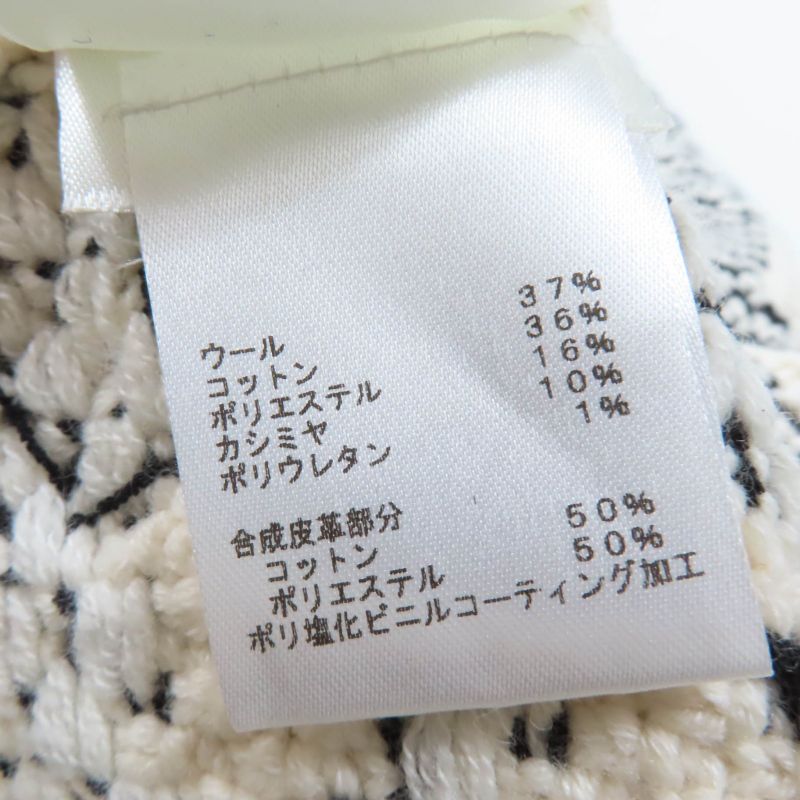 ウール 37%
コットン 36%
ポリエステル 16%
カシミヤ 10%
ポリウレタン 1%
合成皮革部分
コットン 50%
ポリエステル 50%
ポリ塩化ビニルコーティング加工